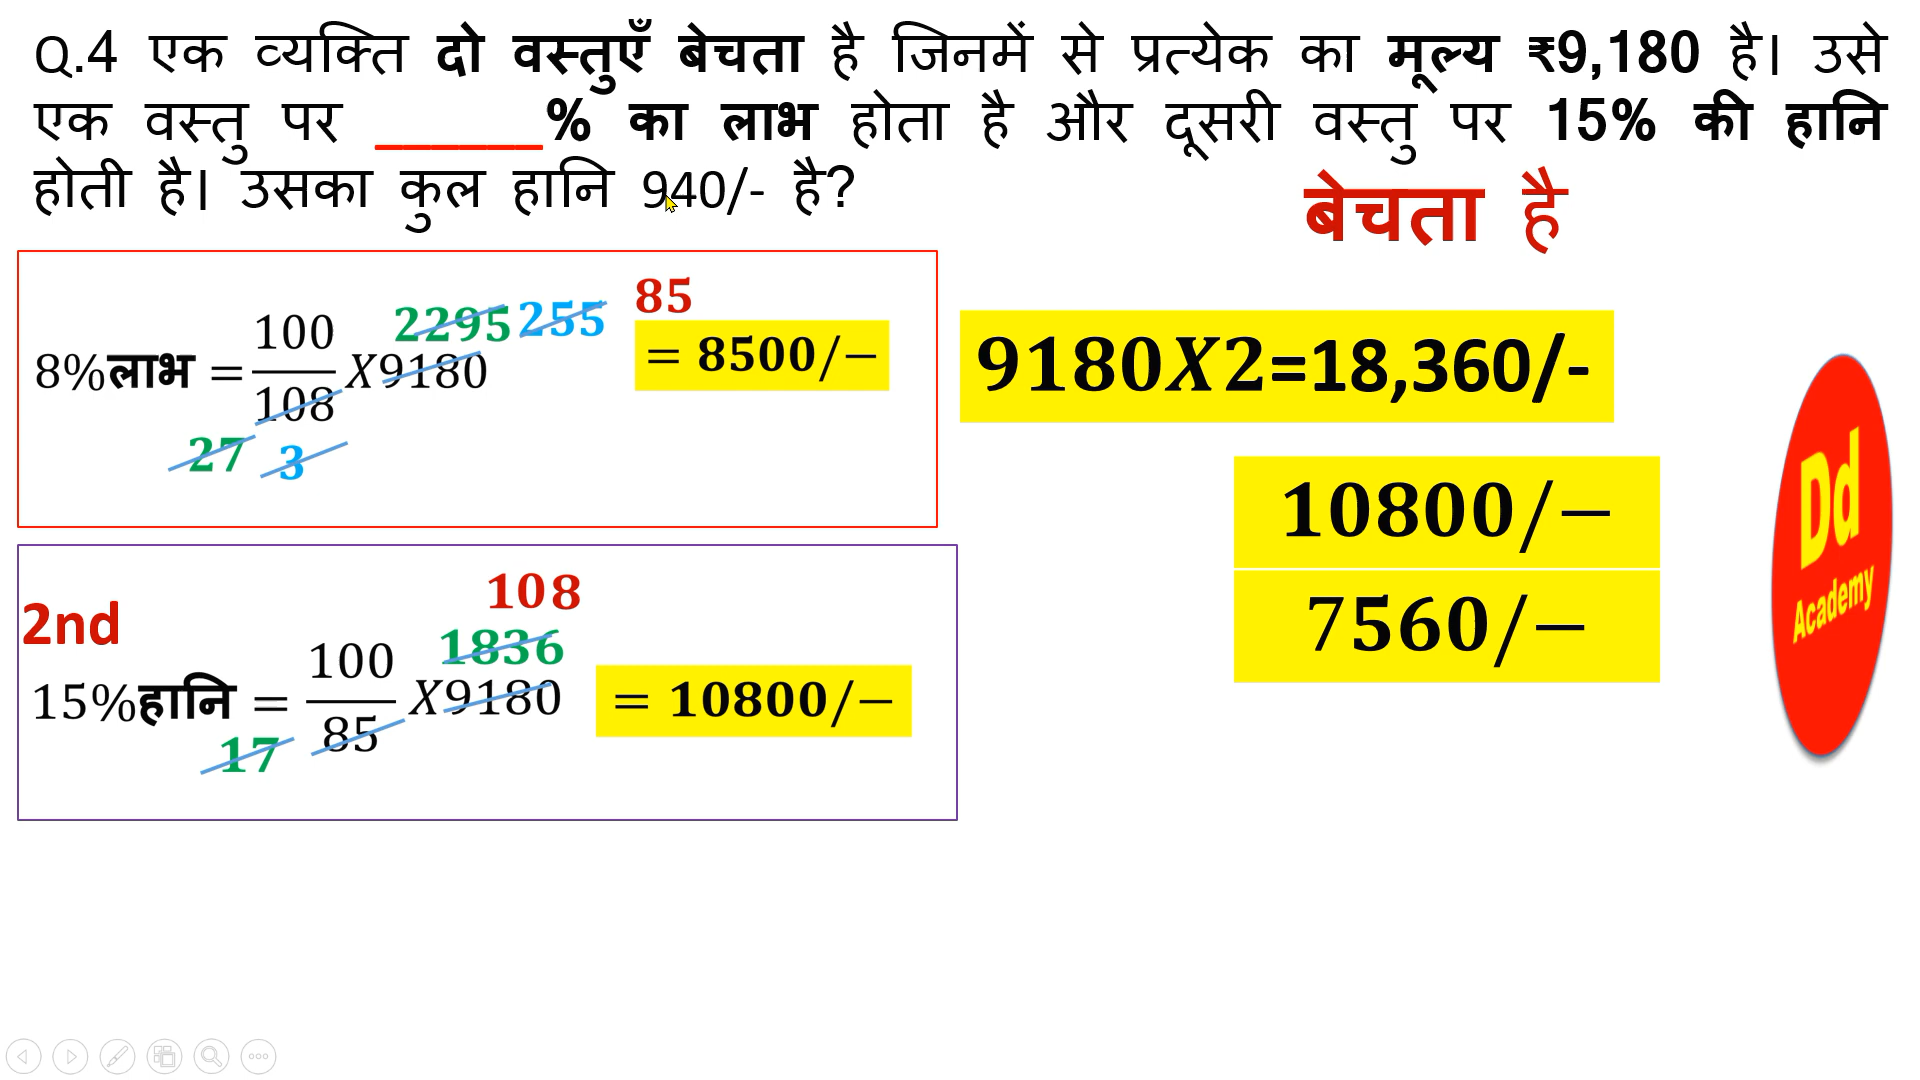 Q.4 एक व्यक्ति दो वस्तुएँ बेचता है जिनमें से प्रत्येक का मूल्य ₹9,180 है। उसे
एक वस्तु पर ______% का लाभ होता है और दूसरी वस्तु पर 15% की हानि
होती है। उसका कुल हानि 940/- है?
बेचता है
85
2295 255
100
8%लाभ = X9180 = 8500/−
108
27 3
9180X2=18,360/-
10800/−
7560/−
Dd
Academy
108
2nd
1836
100
15%हानि = X9180 = 10800/−
85
17